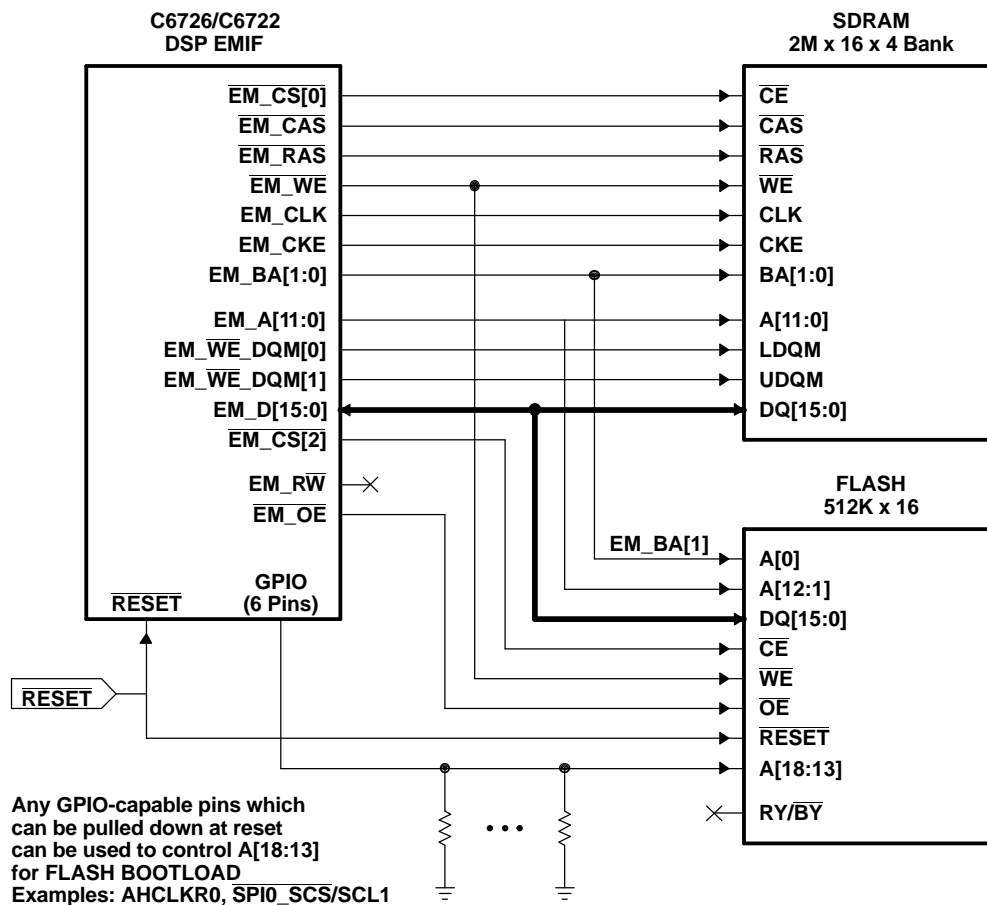 C6726/C6722
DSP EMIF
EM_CS[0]
EM_CAS
EM_RAS
EM_WE
EM_CLK
EM_CKE
EM_BA[1:0]
EM_A[11:0]
EM_WE_DQM[0]
EM_WE_DQM[1]
EM_D[15:0]
EM_CS[2]
EM_RW
EM_OE
RESET
GPIO
(6 Pins)
RESET
SDRAM
2M x 16 x 4 Bank
CE
CAS
RAS
WE
CLK
CKE
BA[1:0]
A[11:0]
LDQM
UDQM
DQ[15:0]
FLASH
512K x 16
EM_BA[1]
A[0]
A[12:1]
DQ[15:0]
CE
WE
OE
RESET
A[18:13]
RY/BY
Any GPIO-capable pins which
can be pulled down at reset
can be used to control A[18:13]
for FLASH BOOTLOAD
Examples: AHCLKR0, SPI0_SCS/SCL1